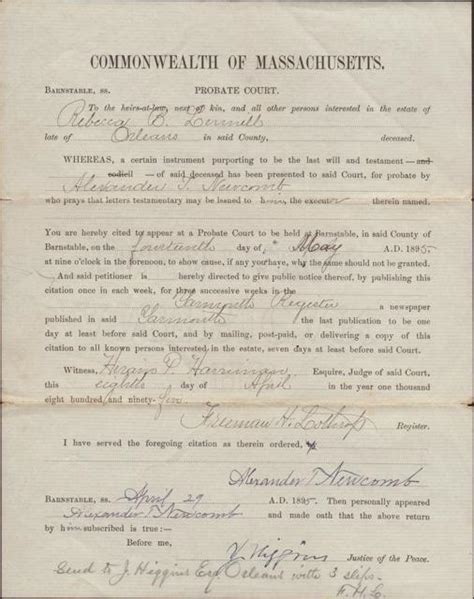 COMMONWEALTH OF MASSACHUSETTS.
BARNSTABLE, SS. PROBATE COURT.
To the heirs-at-law, next of kin, and all other persons interested in the estate of
Rebecca B. Linnell
late of Orleans in said County, deceased.
WHEREAS, a certain instrument purporting to be the last will and testament and
codicil of said deceased has been presented to said Court, for probate by
Alexander T. Newcomb
who prays that letters testamentary may be issued to him, the executor therein named.
You are hereby cited to appear at a Probate Court to be held at Barnstable, in said County of
Barnstable, on the fourteenth day of May A.D. 1895
at nine o'clock in the forenoon, to show cause, if any you have, why the same should not be granted.
And said petitioner is hereby directed to give public notice thereof, by publishing this
citation once in each week, for three successive weeks in the
Yarmouth Register a newspaper
published in said Yarmouth the last publication to be one
day at least before said Court, and by mailing, post-paid, or delivering a copy of this
citation to all known persons interested in the estate, seven days at least before said Court.
Witness, Hiram P. Harriman Esquire, Judge of said Court,
this eighth day of April in the year one thousand
eight hundred and ninety-five
Freeman H. Lothrop Register.
I have served the foregoing citation as therein ordered,
Alexander T Newcomb
BARNSTABLE, SS. April 29 A.D. 1895. Then personally appeared
Alexander T. Newcomb and made oath that the above return
by him subscribed is true:—
Before me,
Higgins Justice of the Peace.
Send to J. Higgins Esq. Orleans with 3 slips.
F. H. L.